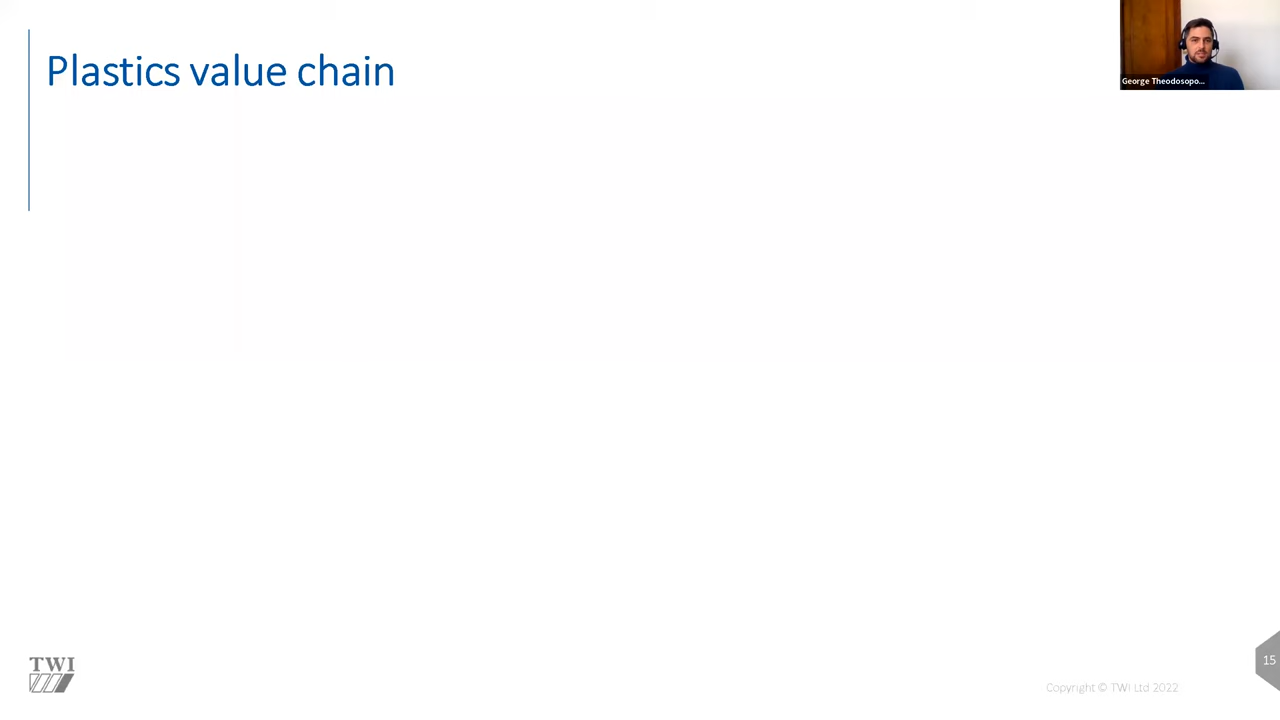 Plastics value chain
George Theodosopo...
TWI
15
Copyright © TWI Ltd 2022